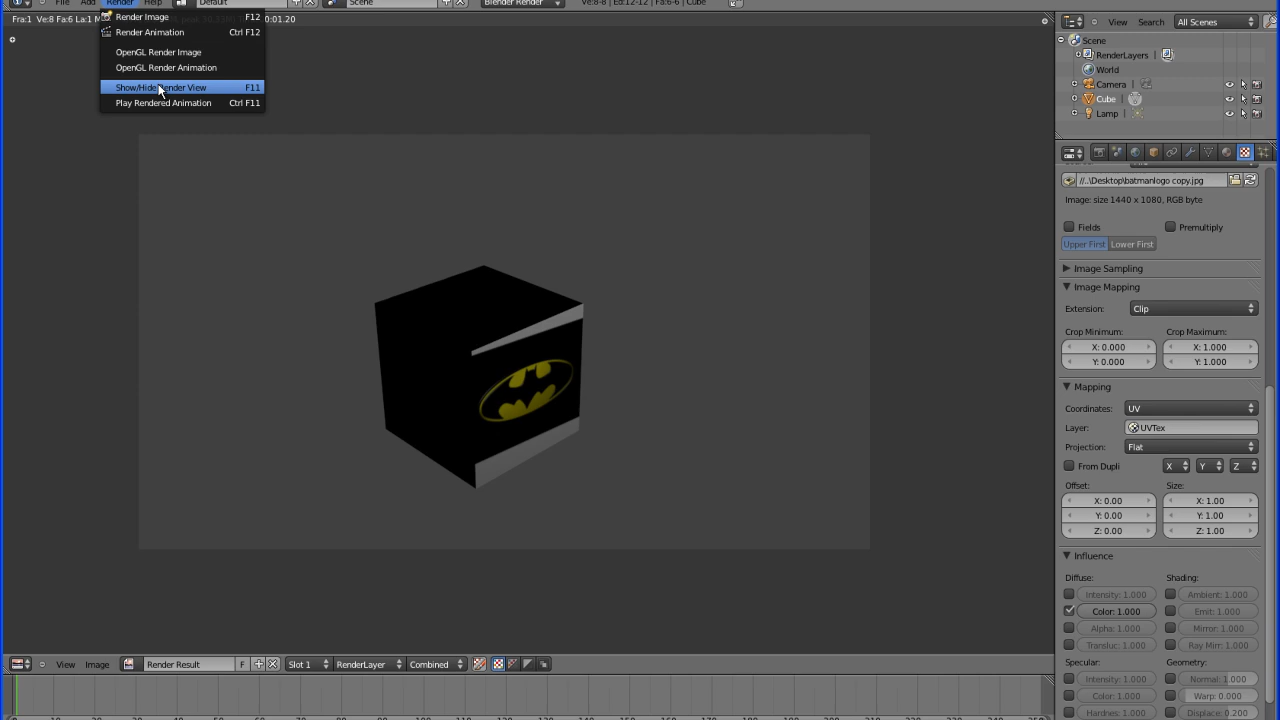 File Add Render Help Default Scene Blender Render Ve:8-8 | Ed:12-12 | Fa:6-6 | Cube
Fra:1 Ve:8 Fa:6 La:1 0:01.20
Render Image F12
Render Animation Ctrl F12
OpenGL Render Image
OpenGL Render Animation
Show/Hide Render View F11
Play Rendered Animation Ctrl F11
View Search All Scenes
Scene
RenderLayers |
World
Camera |
Cube |
Lamp |
//..\Desktop\batmanlogo copy.jpg
Image: size 1440 x 1080, RGB byte
Fields Premultiply
Upper First Lower First
Image Sampling
Image Mapping
Extension: Clip
Crop Minimum: Crop Maximum:
X: 0.000 X: 1.000
Y: 0.000 Y: 1.000
Mapping
Coordinates: UV
Layer: UVTex
Projection: Flat
From Dupli X Y Z
Offset: Size:
X: 0.00 X: 1.00
Y: 0.00 Y: 1.00
Z: 0.00 Z: 1.00
Influence
Diffuse: Shading:
Intensity: 1.000 Ambient: 1.000
Color: 1.000 Emit: 1.000
Alpha: 1.000 Mirror: 1.000
Transluc: 1.000 Ray Mirr: 1.000
Specular: Geometry:
Intensity: 1.000 Normal: 1.000
Color: 1.000 Warp: 0.000
Hardness: 1.000 Displace: 0.200
View Image Render Result F Slot 1 RenderLayer Combined